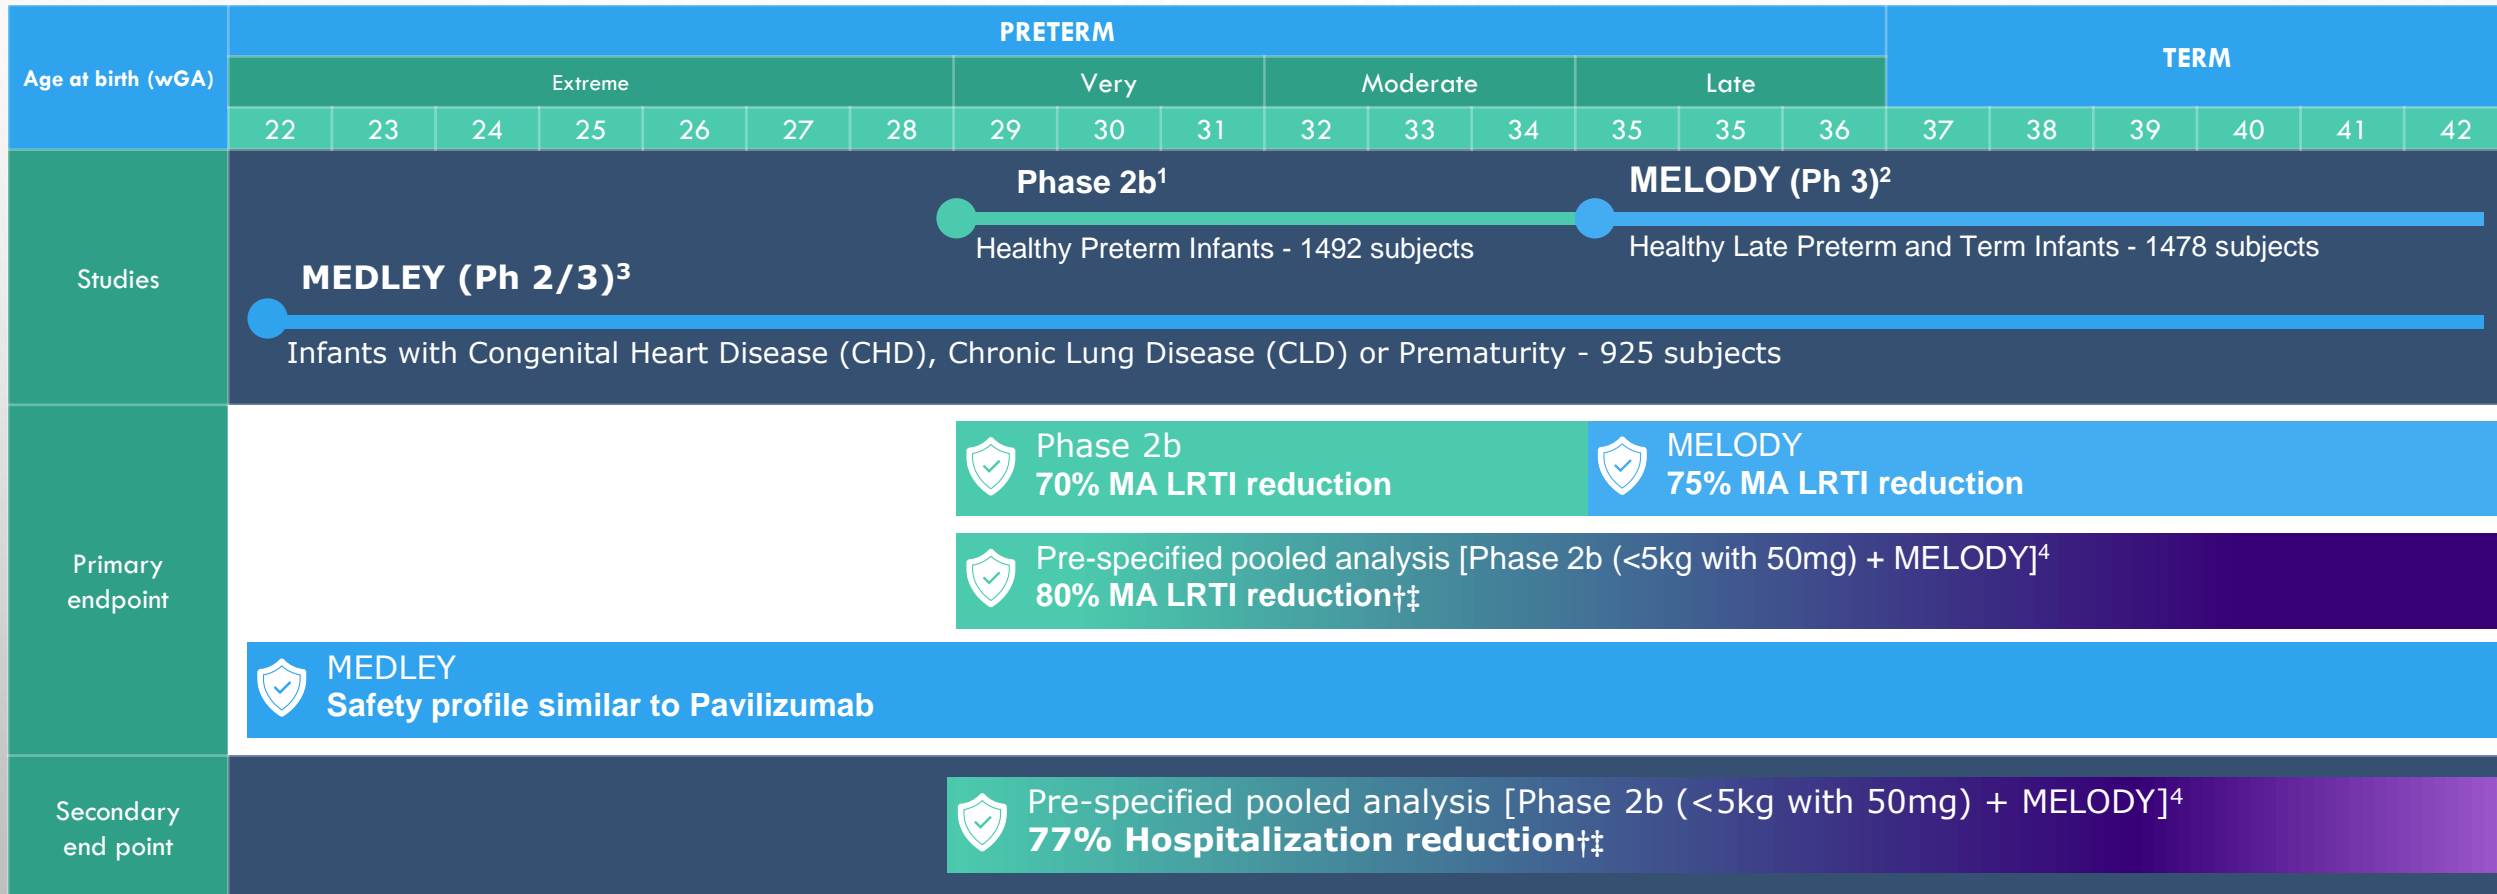 Age at birth (wGA)
PRETERM
TERM
Extreme
Very
Moderate
Late
22 23 24 25 26 27 28 29 30 31 32 33 34 35 35 36 37 38 39 40 41 42
Studies
Phase 2b¹
Healthy Preterm Infants - 1492 subjects
MELODY (Ph 3)²
Healthy Late Preterm and Term Infants - 1478 subjects
MEDLEY (Ph 2/3)³
Infants with Congenital Heart Disease (CHD), Chronic Lung Disease (CLD) or Prematurity - 925 subjects
Primary
endpoint
Phase 2b
70% MA LRTI reduction
MELODY
75% MA LRTI reduction
Pre-specified pooled analysis [Phase 2b (<5kg with 50mg) + MELODY]⁴
80% MA LRTI reduction†‡
MEDLEY
Safety profile similar to Pavilizumab
Secondary
end point
Pre-specified pooled analysis [Phase 2b (<5kg with 50mg) + MELODY]⁴
77% Hospitalization reduction†‡